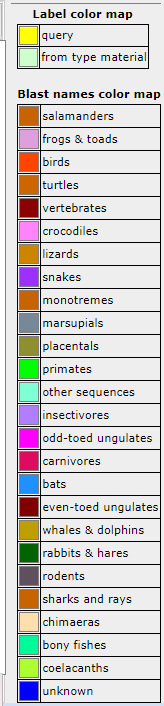 Label color map
query
from type material
Blast names color map
salamanders
frogs & toads
birds
turtles
vertebrates
crocodiles
lizards
snakes
monotremes
marsupials
placentals
primates
other sequences
insectivores
odd-toed ungulates
carnivores
bats
even-toed ungulates
whales & dolphins
rabbits & hares
rodents
sharks and rays
chimaeras
bony fishes
coelacanths
unknown